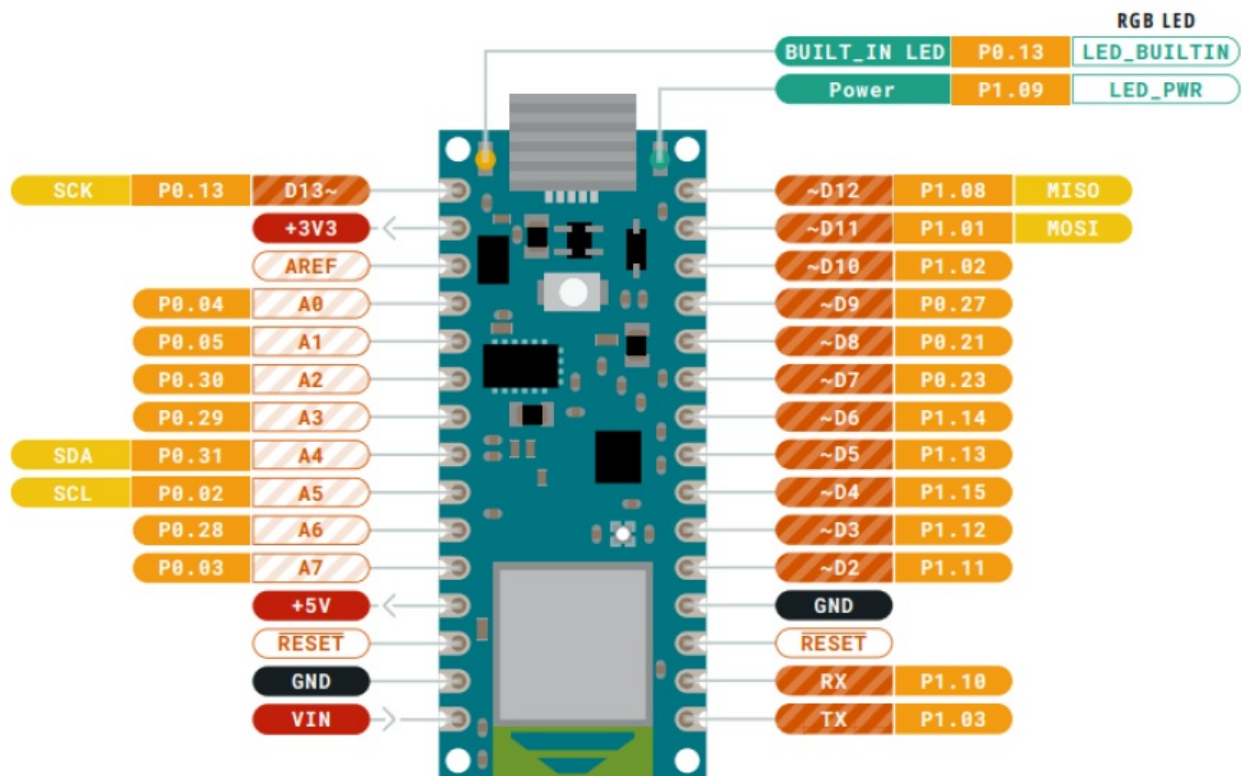 RGB LED
BUILT_IN LED P0.13 LED_BUILTIN
Power P1.09 LED_PWR
SCK P0.13 D13~ ~D12 P1.08 MISO
+3V3 ~D11 P1.01 MOSI
AREF ~D10 P1.02
P0.04 A0 ~D9 P0.27
P0.05 A1 ~D8 P0.21
P0.30 A2 ~D7 P0.23
P0.29 A3 ~D6 P1.14
SDA P0.31 A4 ~D5 P1.13
SCL P0.02 A5 ~D4 P1.15
P0.28 A6 ~D3 P1.12
P0.03 A7 ~D2 P1.11
+5V GND
RESET RESET
GND RX P1.10
VIN TX P1.03